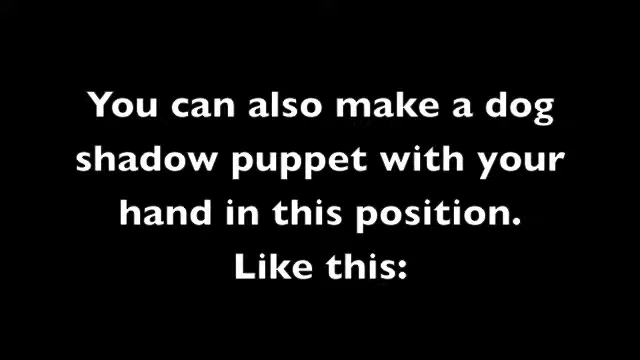 You can also make a dog
shadow puppet with your
hand in this position.
Like this: